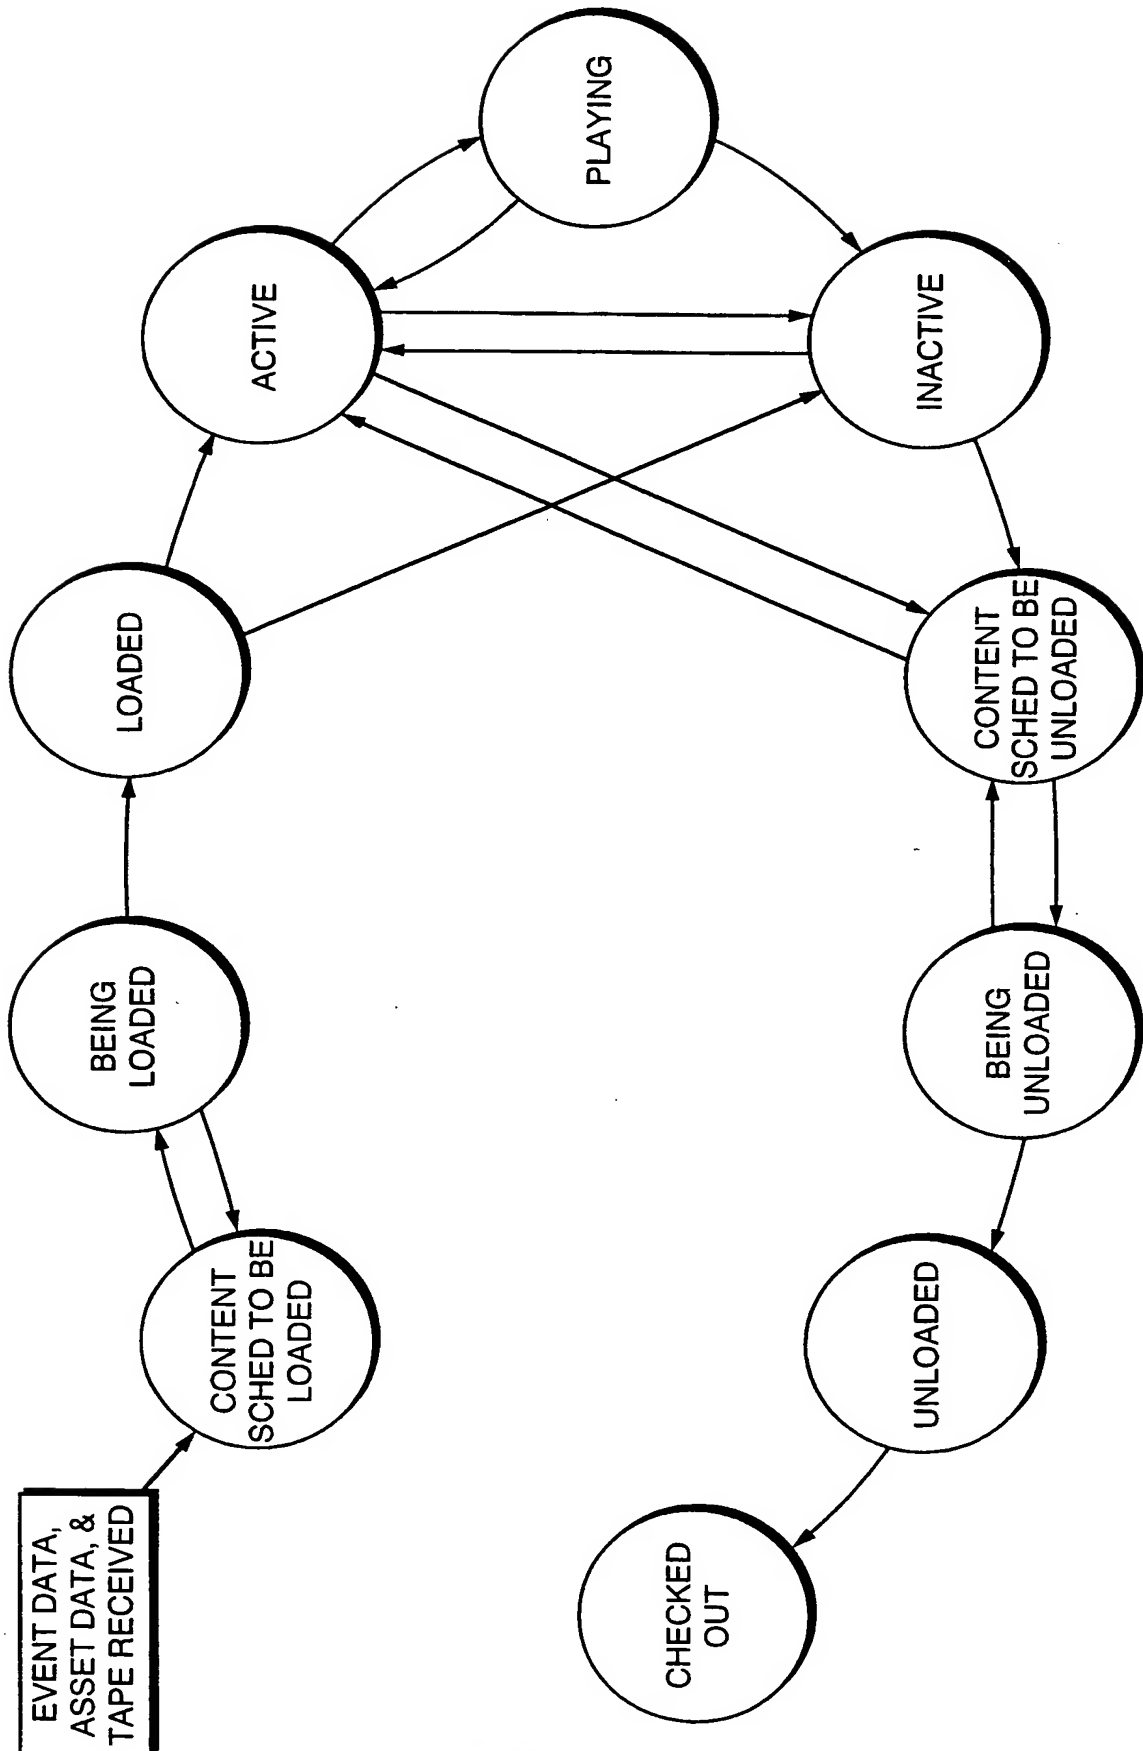 EVENT DATA,
ASSET DATA, &
TAPE RECEIVED
CONTENT
SCHED TO BE
LOADED
BEING
LOADED
LOADED
ACTIVE
PLAYING
INACTIVE
CONTENT
SCHED TO BE
UNLOADED
BEING
UNLOADED
UNLOADED
CHECKED
OUT